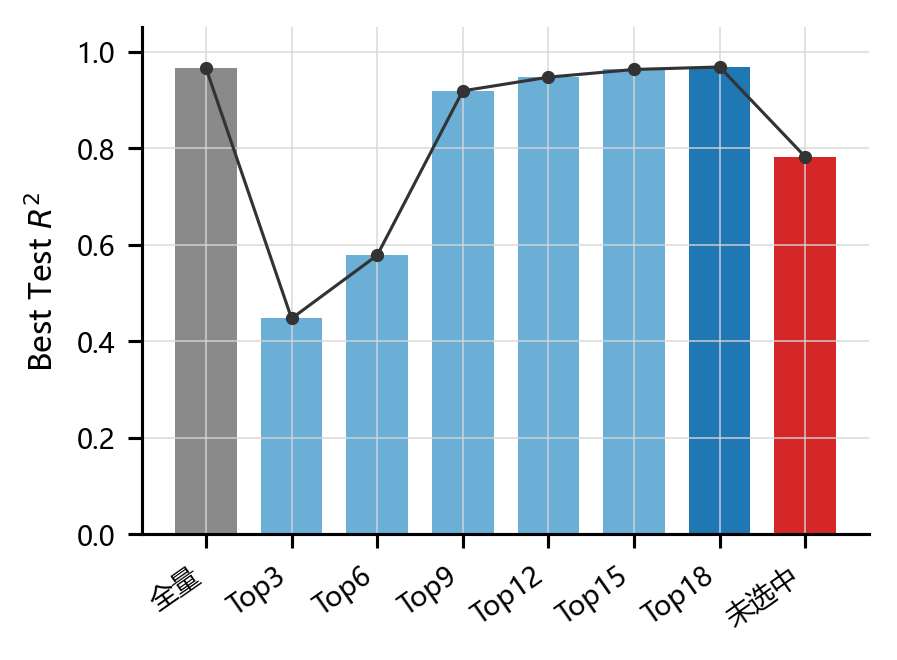 Best Test R²
1.0
0.8
0.6
0.4
0.2
0.0
全量
Top3
Top6
Top9
Top12
Top15
Top18
未选中